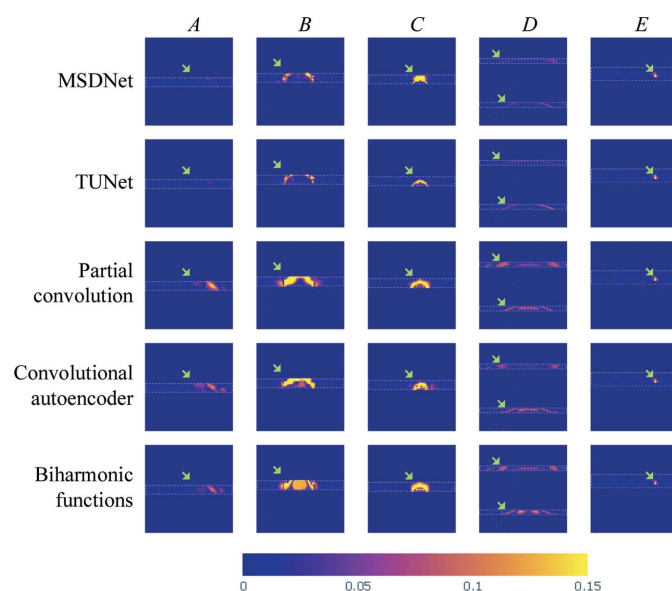 A B C D E
MSDNet
TUNet
Partial
convolution
Convolutional
autoencoder
Biharmonic
functions
0 0.05 0.1 0.15